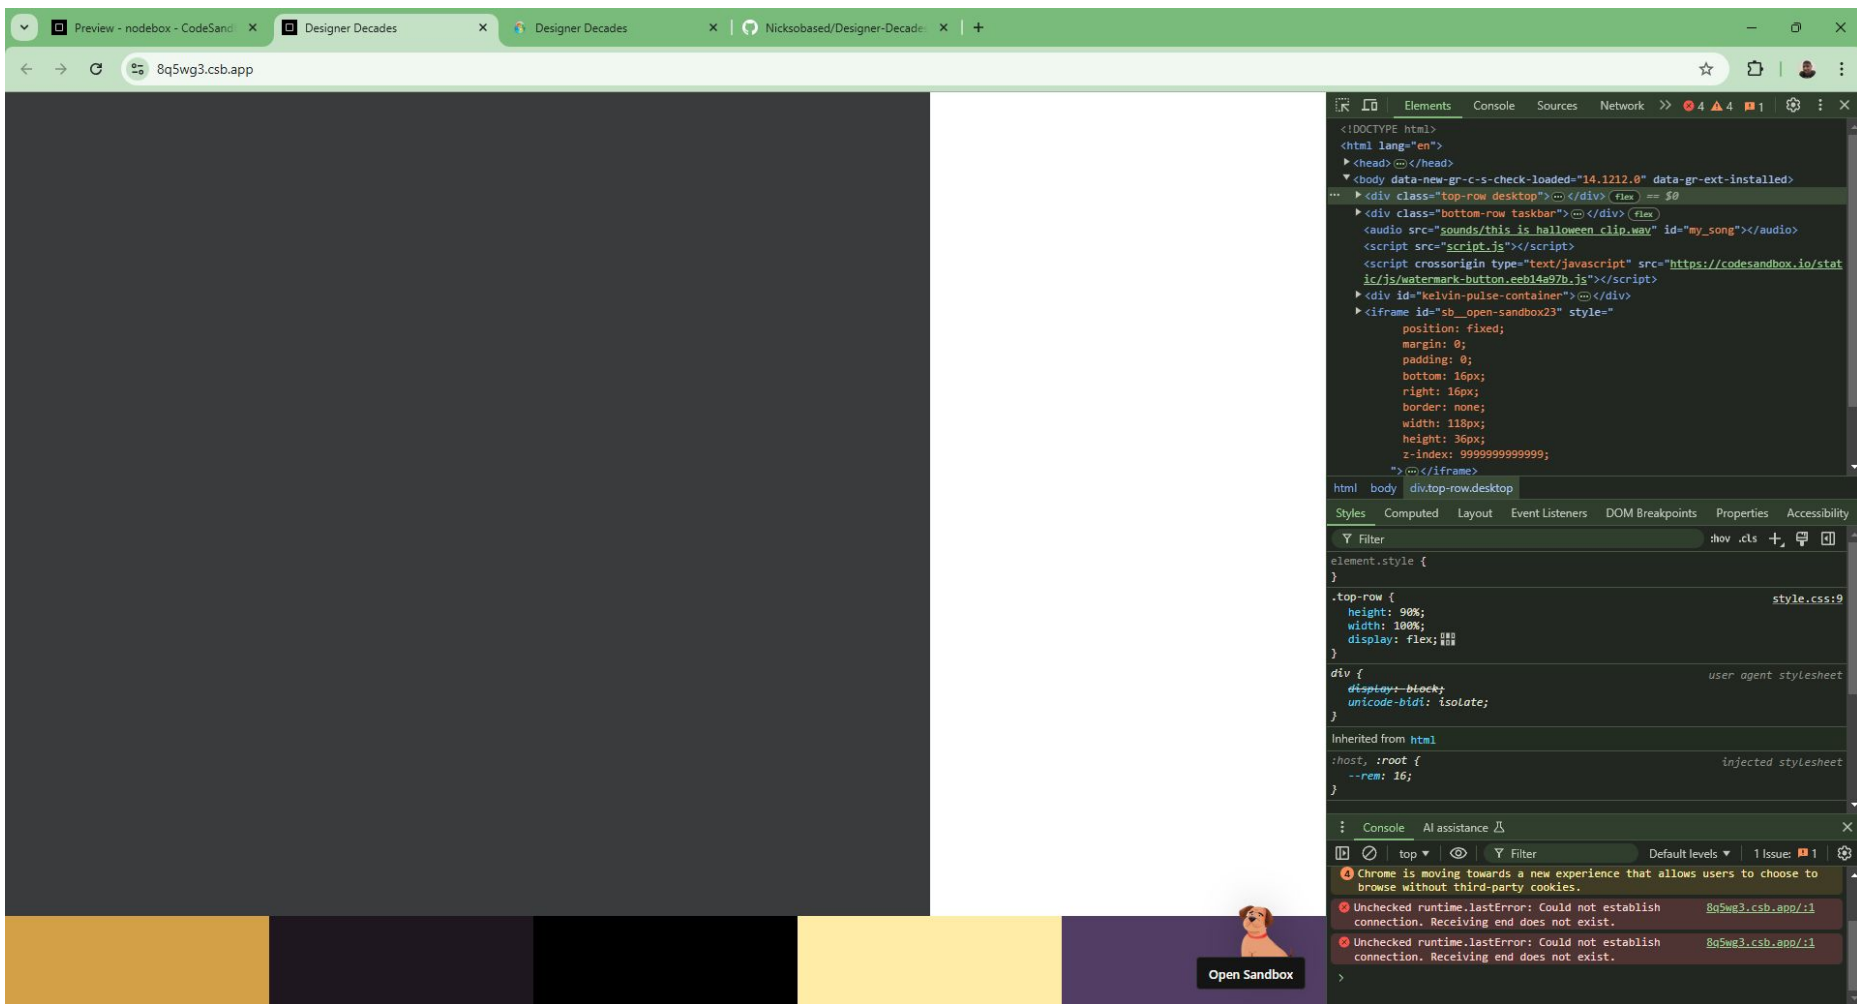 Preview - nodebox - CodeSand
Designer Decades
Designer Decades
Nicksobased/Designer-Decade
8q5wg3.csb.app
Elements Console Sources Network 4 4 1
<!DOCTYPE html>
<html lang="en">
<head> </head>
<body data-new-gr-c-s-check-loaded="14.1212.0" data-gr-ext-installed>
<div class="top-row desktop"> </div> flex == $0
<div class="bottom-row taskbar"> </div> flex
<audio src="sounds/this is halloween clip.wav" id="my_song"></audio>
<script src="script.js"></script>
<script crossorigin type="text/javascript" src="https://codesandbox.io/stat
ic/js/watermark-button.eeb14a97b.js"></script>
<div id="kelvin-pulse-container"> </div>
<iframe id="sb__open-sandbox23" style="
position: fixed;
margin: 0;
padding: 0;
bottom: 16px;
right: 16px;
border: none;
width: 118px;
height: 36px;
z-index: 9999999999999;
"> </iframe>
html body div.top-row.desktop
Styles Computed Layout Event Listeners DOM Breakpoints Properties Accessibility
Filter :hov .cls
element.style {
}
.top-row { style.css:9
height: 90%;
width: 100%;
display: flex;
}
div { user agent stylesheet
display: block;
unicode-bidi: isolate;
}
Inherited from html
:host, :root { injected stylesheet
--rem: 16;
}
Console AI assistance
top Filter Default levels 1 Issue: 1
4 Chrome is moving towards a new experience that allows users to choose to
browse without third-party cookies.
Unchecked runtime.lastError: Could not establish 8q5wg3.csb.app/:1
connection. Receiving end does not exist.
Unchecked runtime.lastError: Could not establish 8q5wg3.csb.app/:1
connection. Receiving end does not exist.
Open Sandbox